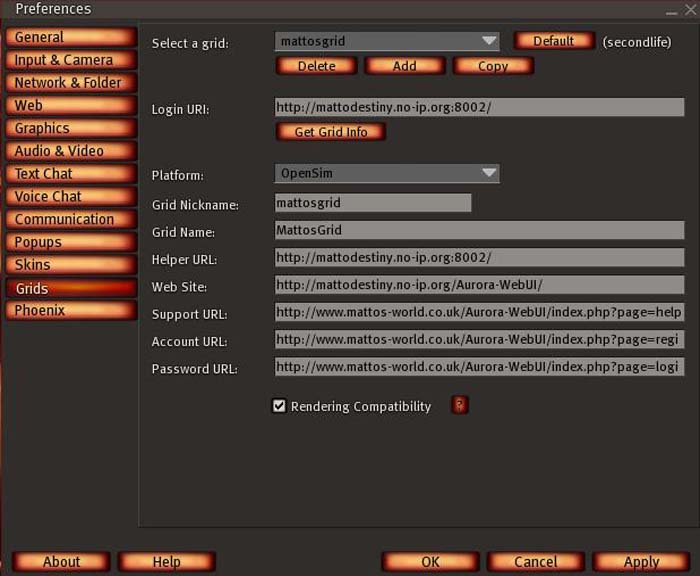 Preferences
General
Input & Camera
Network & Folder
Web
Graphics
Audio & Video
Text Chat
Voice Chat
Communication
Popups
Skins
Grids
Phoenix
Select a grid: mattosgrid Default (secondlife)
Delete Add Copy
Login URI: http://mattodestiny.no-ip.org:8002/
Get Grid Info
Platform: OpenSim
Grid Nickname: mattosgrid
Grid Name: MattosGrid
Helper URL: http://mattodestiny.no-ip.org:8002/
Web Site: http://mattodestiny.no-ip.org/Aurora-WebUI/
Support URL: http://www.mattos-world.co.uk/Aurora-WebUI/index.php?page=help
Account URL: http://www.mattos-world.co.uk/Aurora-WebUI/index.php?page=regi
Password URL: http://www.mattos-world.co.uk/Aurora-WebUI/index.php?page=logi
Rendering Compatibility ?
About Help OK Cancel Apply